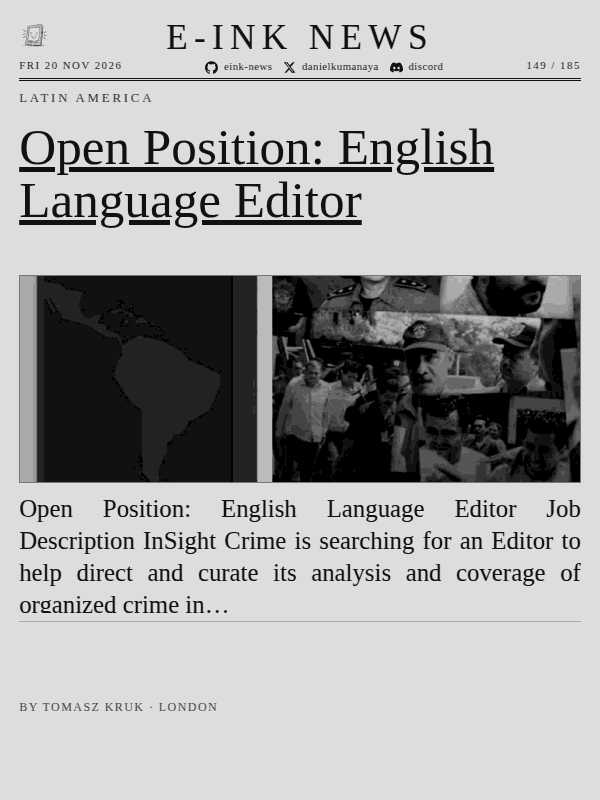 E-INK NEWS
FRI 20 NOV 2026
eink-news danielkumanaya discord
149 / 185
LATIN AMERICA
Open Position: English
Language Editor
Open Position: English Language Editor Job
Description InSight Crime is searching for an Editor to
help direct and curate its analysis and coverage of
organized crime in…
BY TOMASZ KRUK · LONDON